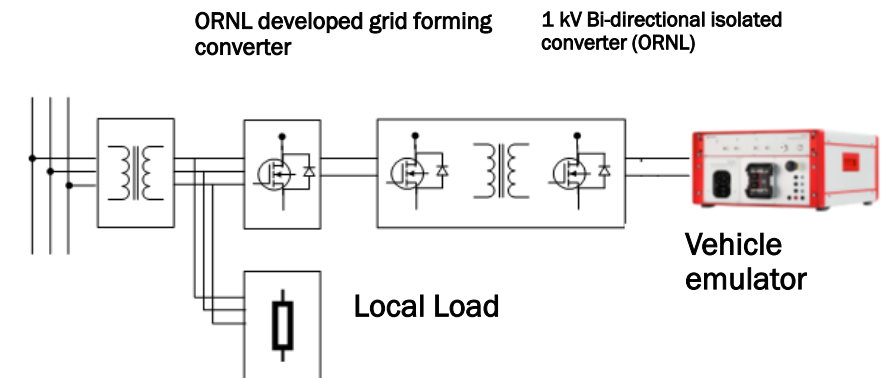 ORNL developed grid forming
converter
1 kV Bi-directional isolated
converter (ORNL)
Vehicle
emulator
Local Load